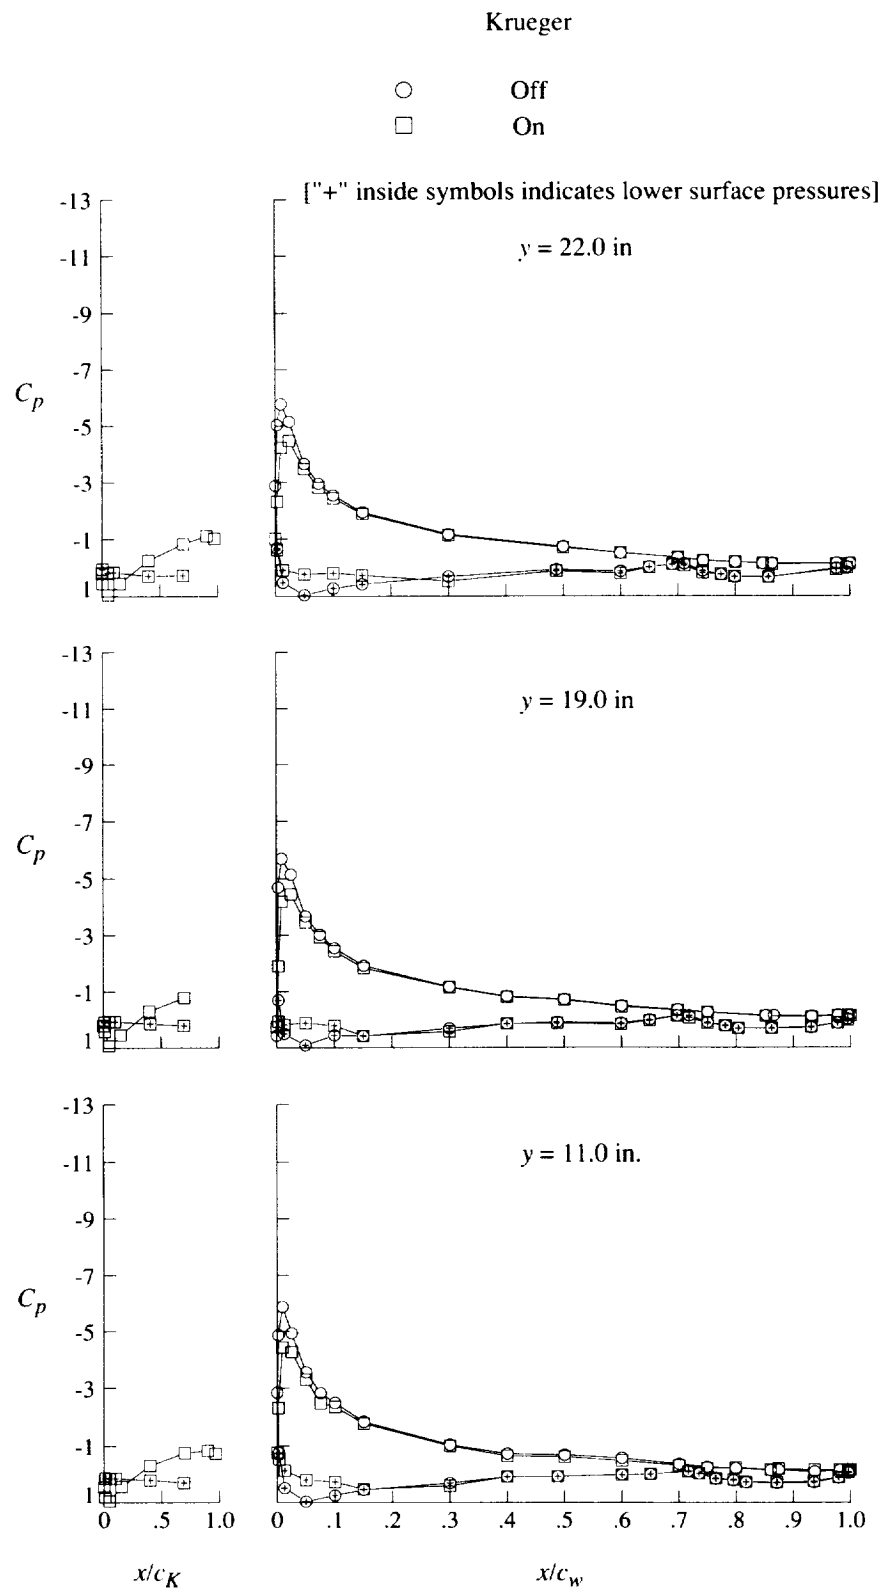 Krueger
Off
On
["+" inside symbols indicates lower surface pressures]
-13
-11
-9
-7
-5
-3
-1
1
C_p
y = 22.0 in
-13
-11
-9
-7
-5
-3
-1
1
C_p
y = 19.0 in
-13
-11
-9
-7
-5
-3
-1
1
C_p
y = 11.0 in.
0 .5 1.0
0 .1 .2 .3 .4 .5 .6 .7 .8 .9 1.0
x/c_K
x/c_w